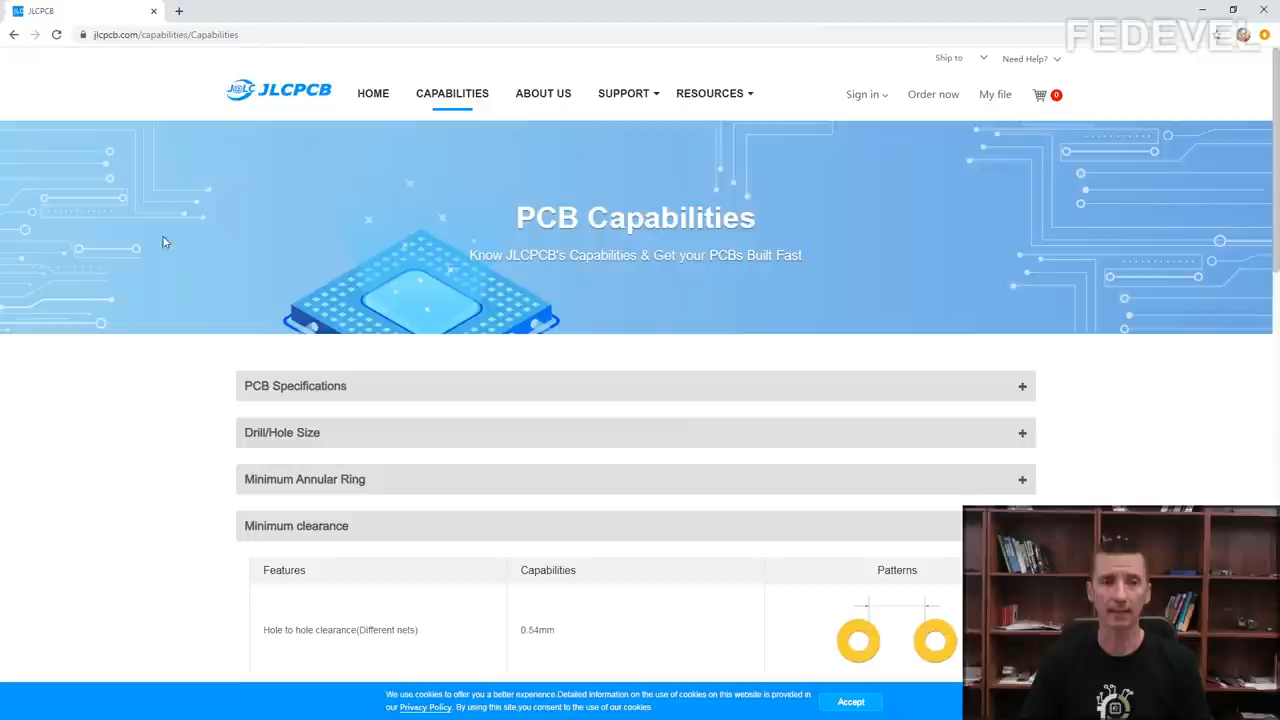 JLCPCB
jlcpcb.com/capabilities/Capabilities
FEDEVEL
Ship to
Need Help?
J@LC JLCPCB
HOME
CAPABILITIES
ABOUT US
SUPPORT
RESOURCES
Sign in
Order now
My file
0
PCB Capabilities
Know JLCPCB's Capabilities & Get your PCBs Built Fast
PCB Specifications
Drill/Hole Size
Minimum Annular Ring
Minimum clearance
Features
Capabilities
Patterns
Hole to hole clearance(Different nets)
0.54mm
We use cookies to offer you a better experience.Detailed information on the use of cookies on this website is provided in
our Privacy Policy. By using this site,you consent to the use of our cookies.
Accept